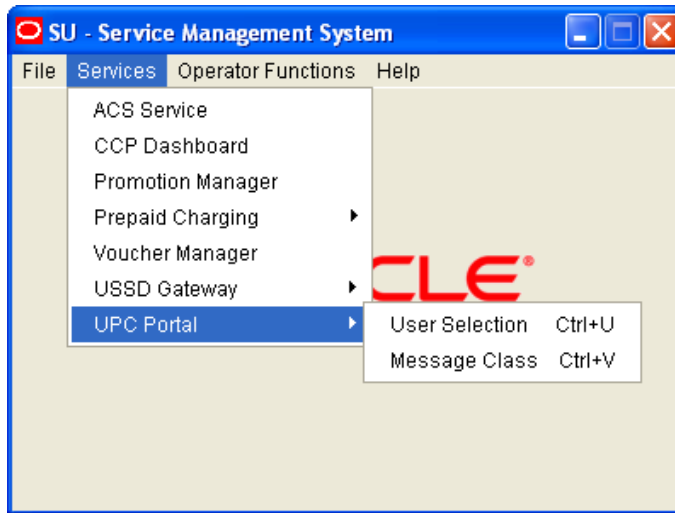 SU - Service Management System
File Services Operator Functions Help
ACS Service
CCP Dashboard
Promotion Manager
Prepaid Charging
Voucher Manager
USSD Gateway
CLE®
UPC Portal
User Selection Ctrl+U
Message Class Ctrl+V